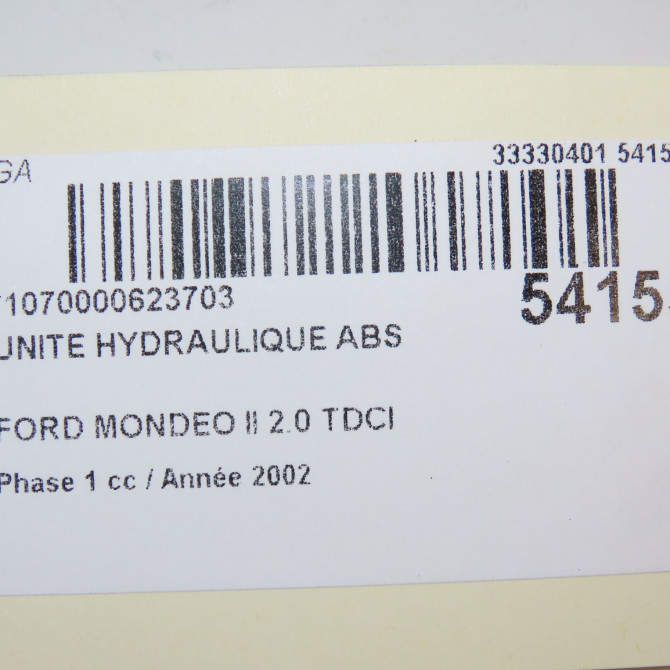 GA
33330401 5415
1070000623703
5415
UNITE HYDRAULIQUE ABS
FORD MONDEO II 2.0 TDCI
Phase 1 cc / Année 2002